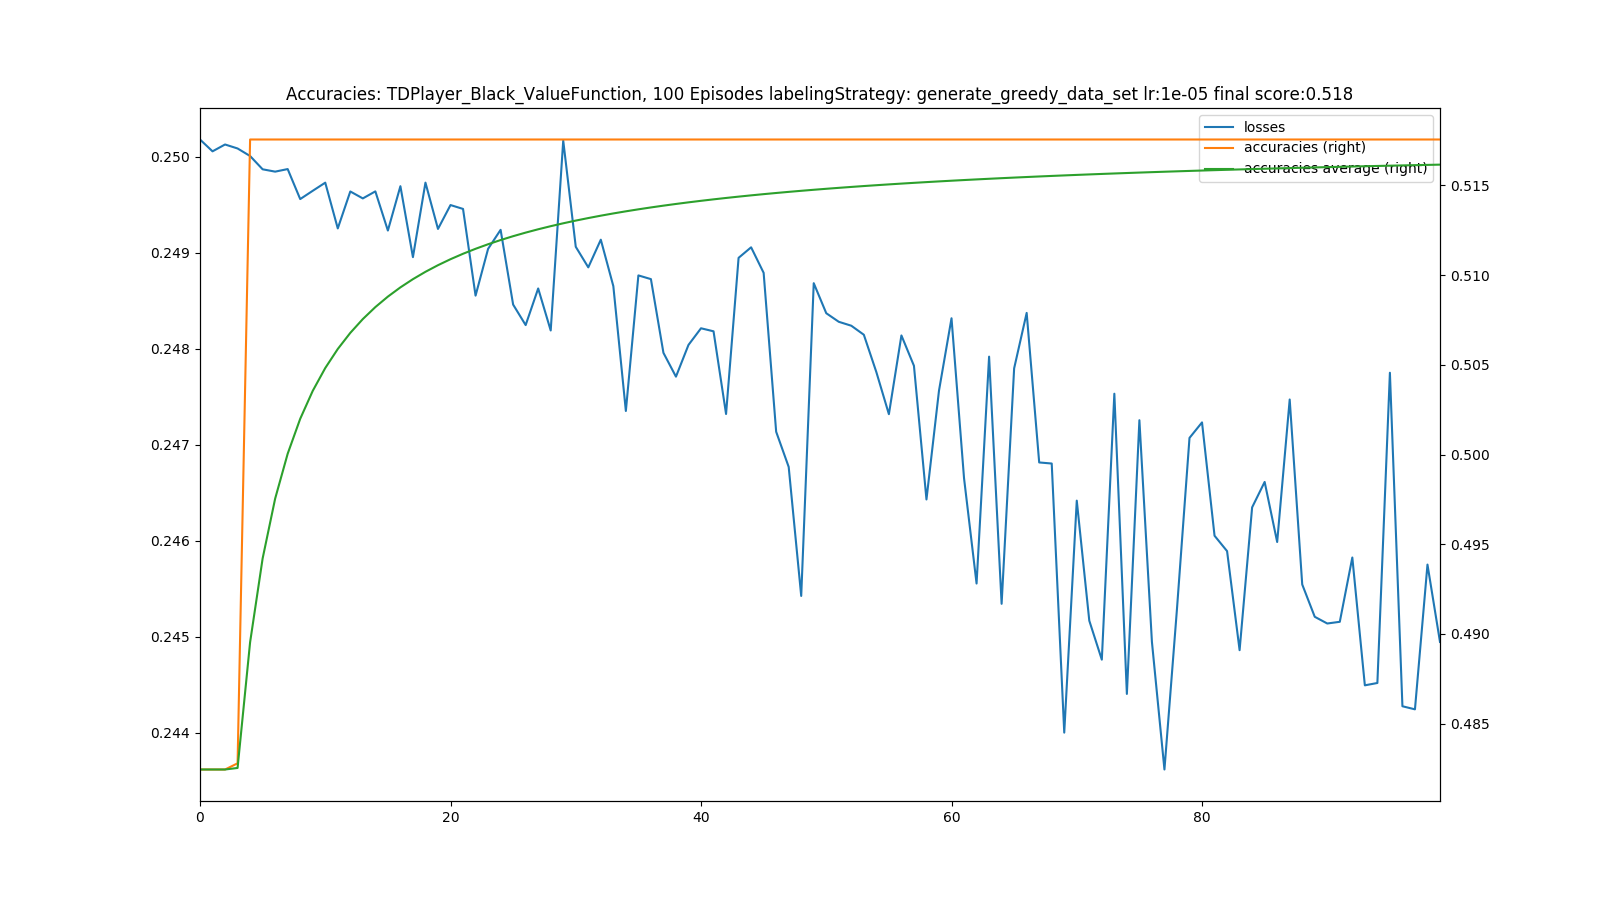 Accuracies: TDPlayer_Black_ValueFunction, 100 Episodes labelingStrategy: generate_greedy_data_set lr:1e-05 final score:0.518
losses
accuracies (right)
accuracies average (right)
0.250
0.249
0.248
0.247
0.246
0.245
0.244
0.515
0.510
0.505
0.500
0.495
0.490
0.485
0 20 40 60 80